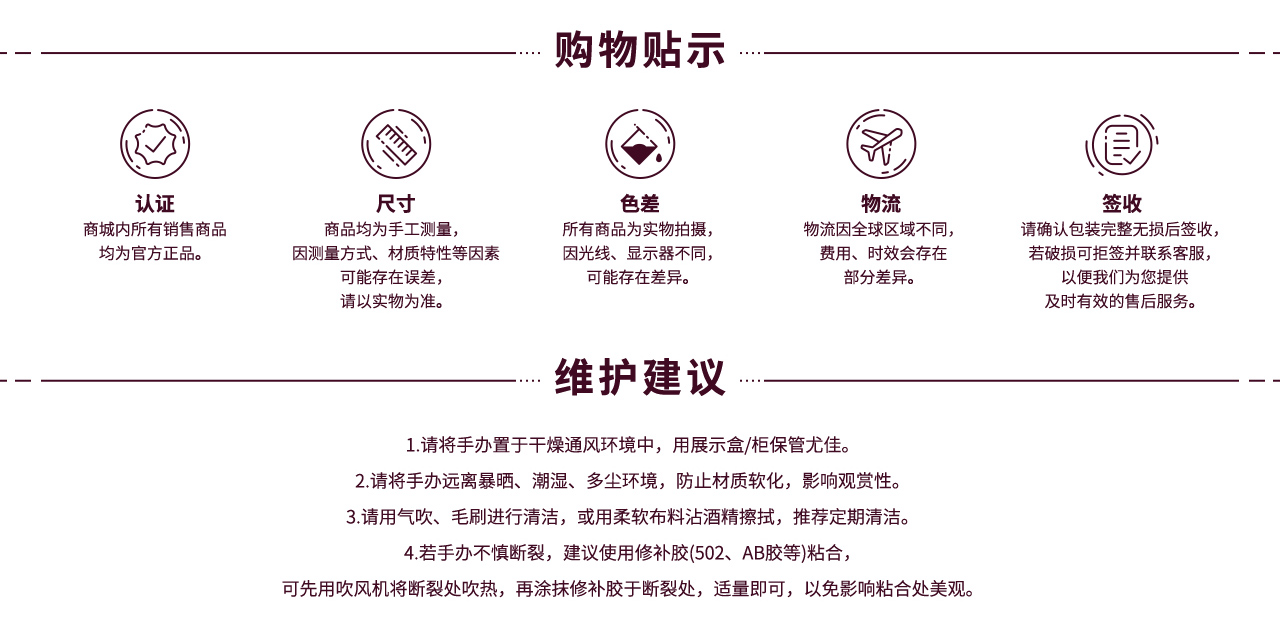 购物贴示
认证
商城内所有销售商品
均为官方正品。
尺寸
商品均为手工测量，
因测量方式、材质特性等因素
可能存在误差，
请以实物为准。
色差
所有商品为实物拍摄，
因光线、显示器不同，
可能存在差异。
物流
物流因全球区域不同，
费用、时效会存在
部分差异。
签收
请确认包装完整无损后签收，
若破损可拒签并联系客服，
以便我们为您提供
及时有效的售后服务。
维护建议
1.请将手办置于干燥通风环境中，用展示盒/柜保管尤佳。
2.请将手办远离暴晒、潮湿、多尘环境，防止材质软化，影响观赏性。
3.请用气吹、毛刷进行清洁，或用柔软布料沾酒精擦拭，推荐定期清洁。
4.若手办不慎断裂，建议使用修补胶(502、AB胶等)粘合，
可先用吹风机将断裂处吹热，再涂抹修补胶于断裂处，适量即可，以免影响粘合处美观。